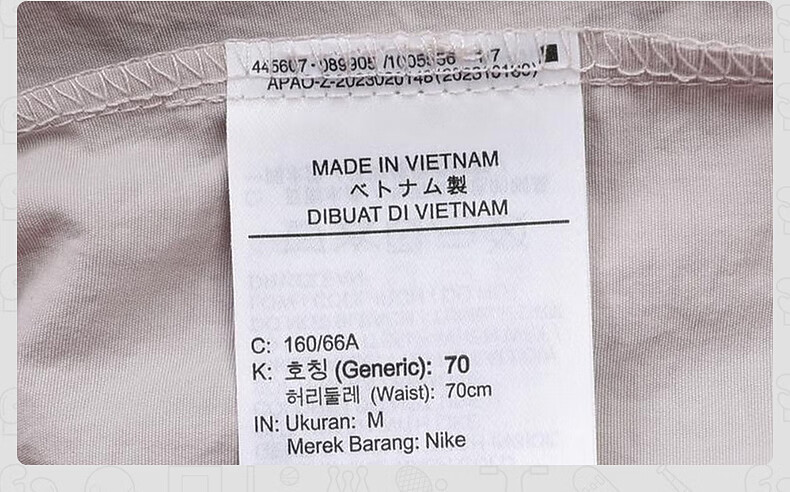 MADE IN VIETNAM
ベトナム製
DIBUAT DI VIETNAM
C: 160/66A
K: 호칭 (Generic): 70
허리둘레 (Waist): 70cm
IN: Ukuran: M
Merek Barang: Nike